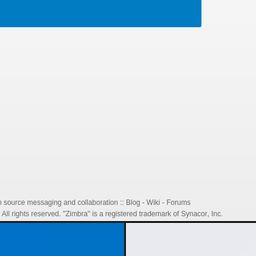 source messaging and collaboration :: Blog - Wiki - Forums
All rights reserved. "Zimbra" is a registered trademark of Synacor, Inc.